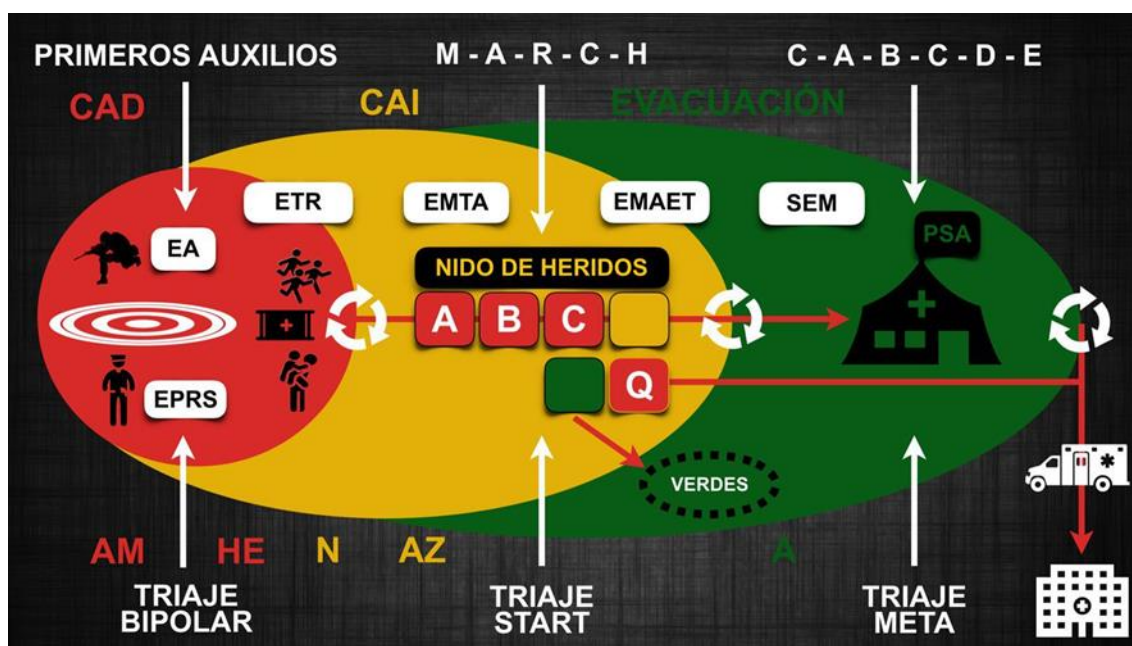 PRIMEROS AUXILIOS
M - A - R - C - H
C - A - B - C - D - E
CAD
CAI
EVACUACIÓN
ETR
EMTA
EMAET
SEM
PSA
EA
NIDO DE HERIDOS
A B C
Q
EPRS
VERDES
AM HE N AZ A
TRIAJE
BIPOLAR
TRIAJE
START
TRIAJE
META